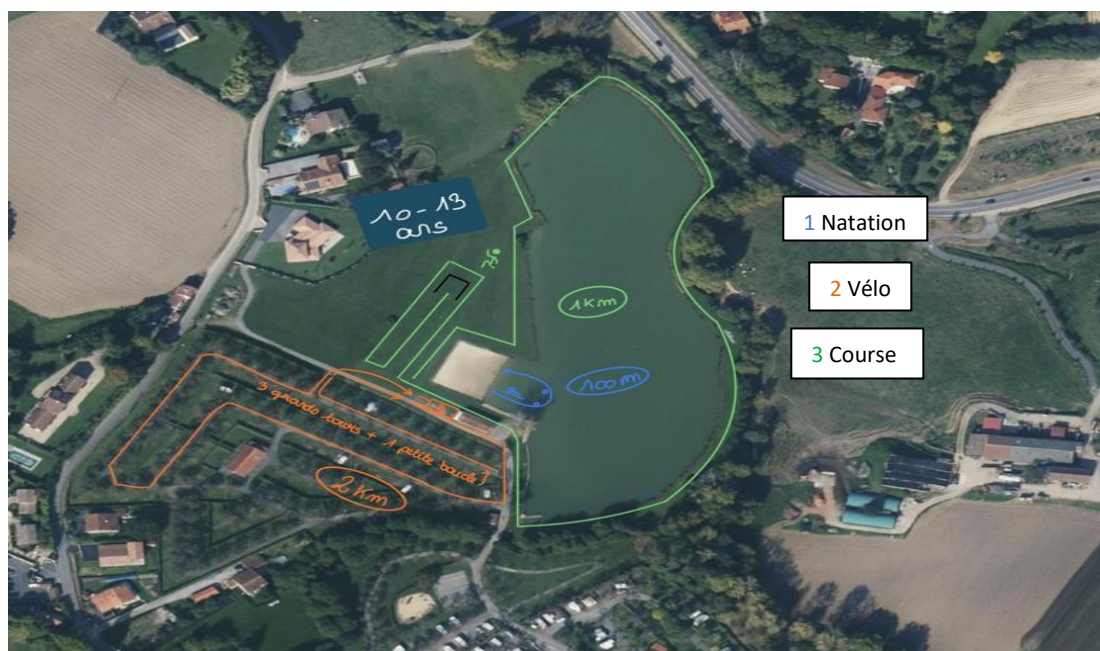 10-13
ans
750
1 Natation
1Km
2 Vélo
3 Course
100m
3 grands tours + 1 petite boucle
2 Km